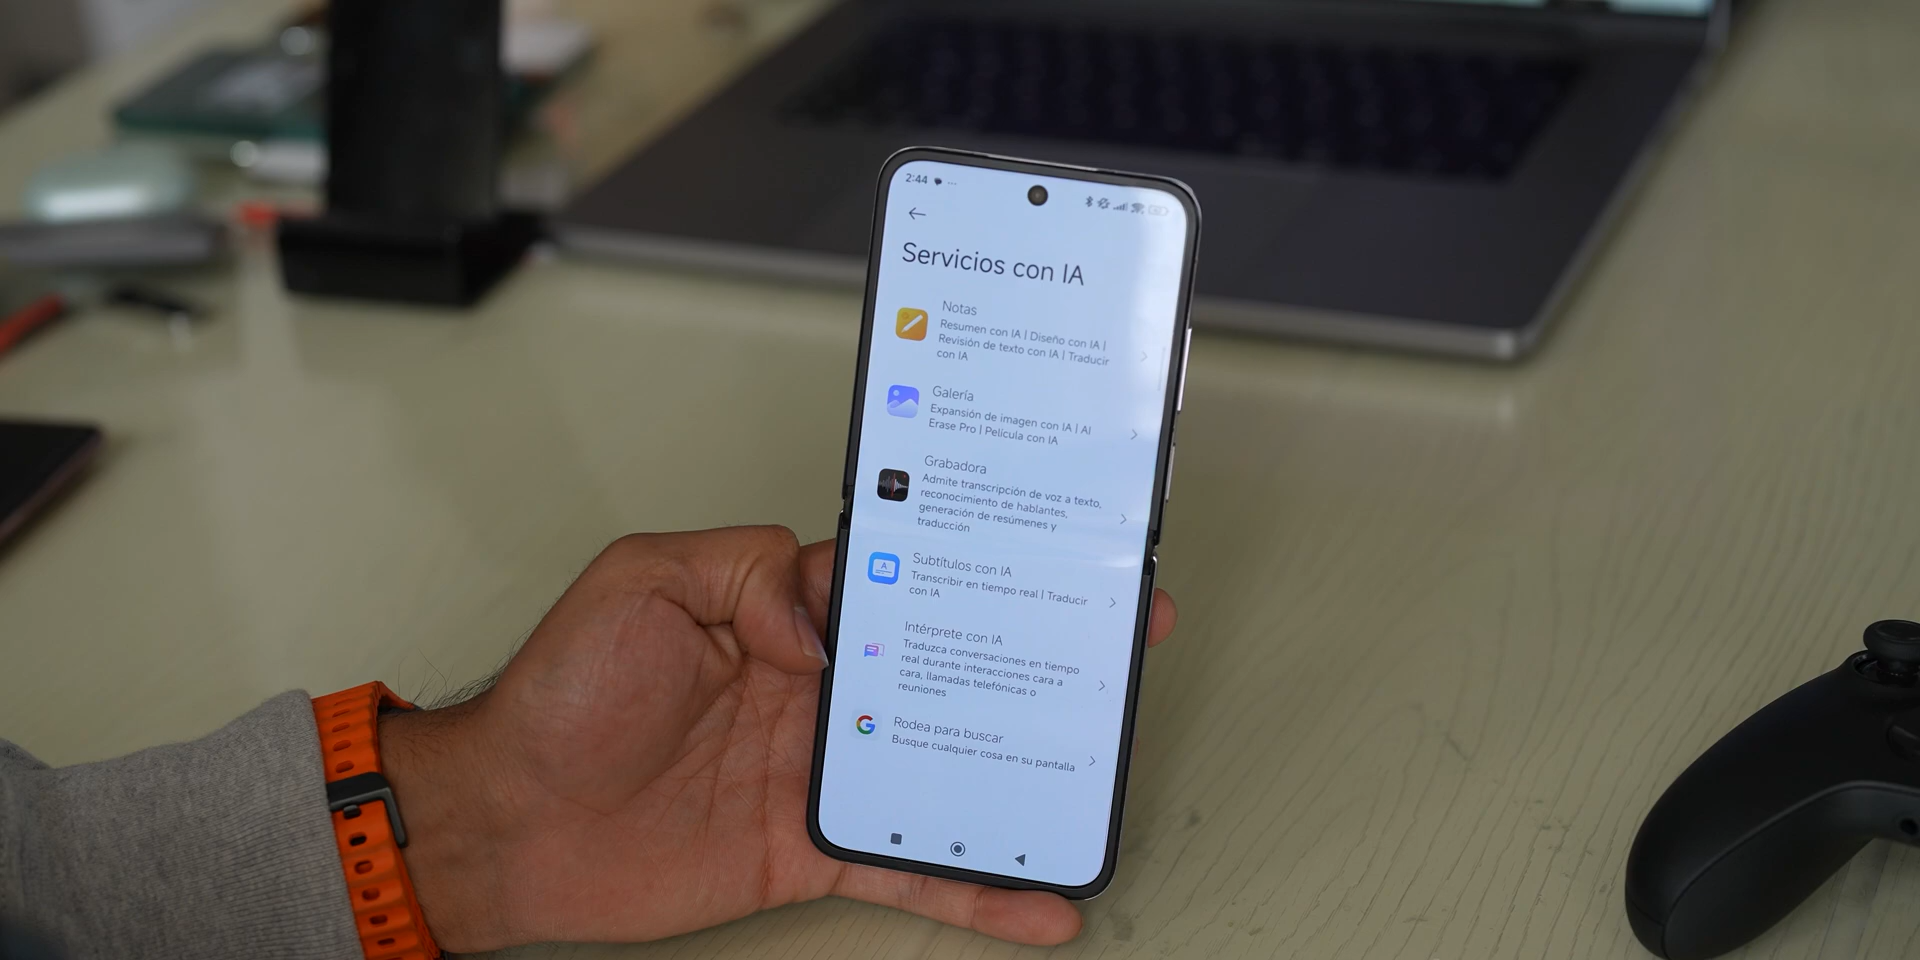 2:44
Servicios con IA
Notas
Resumen con IA | Diseño con IA |
Revisión de texto con IA | Traducir
con IA
Galería
Expansión de imagen con IA | AI
Erase Pro | Película con IA
Grabadora
Admite transcripción de voz a texto,
reconocimiento de hablantes,
generación de resúmenes y
traducción
Subtítulos con IA
Transcribir en tiempo real | Traducir
con IA
Intérprete con IA
Traduzca conversaciones en tiempo
real durante interacciones cara a
cara, llamadas telefónicas o
reuniones
Rodea para buscar
Busque cualquier cosa en su pantalla